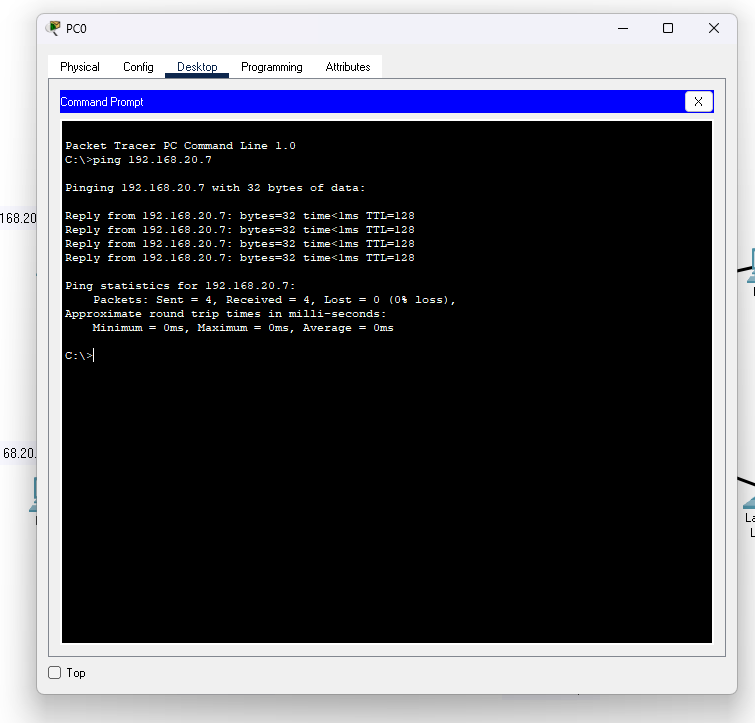 PC0
Physical Config Desktop Programming Attributes
Command Prompt X
Packet Tracer PC Command Line 1.0
C:\>ping 192.168.20.7
Pinging 192.168.20.7 with 32 bytes of data:
Reply from 192.168.20.7: bytes=32 time<1ms TTL=128
Reply from 192.168.20.7: bytes=32 time<1ms TTL=128
Reply from 192.168.20.7: bytes=32 time<1ms TTL=128
Reply from 192.168.20.7: bytes=32 time<1ms TTL=128
Ping statistics for 192.168.20.7:
Packets: Sent = 4, Received = 4, Lost = 0 (0% loss),
Approximate round trip times in milli-seconds:
Minimum = 0ms, Maximum = 0ms, Average = 0ms
C:\>
168.20
68.20.
La
Top